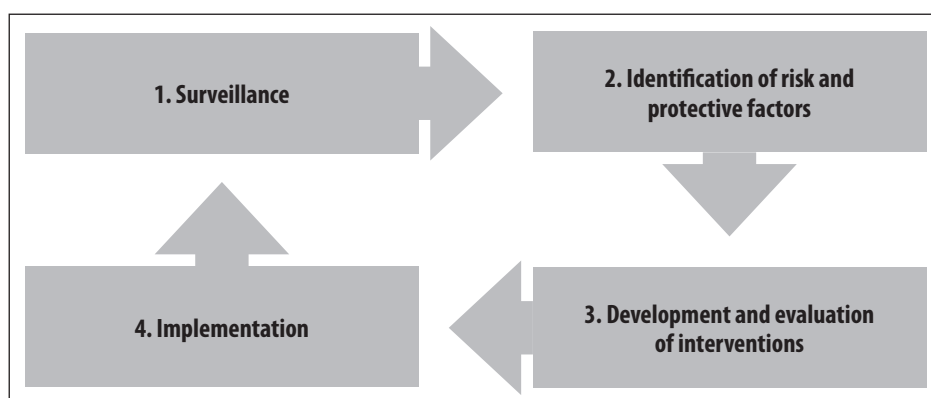 1. Surveillance
2. Identification of risk and
protective factors
4. Implementation
3. Development and evaluation
of interventions